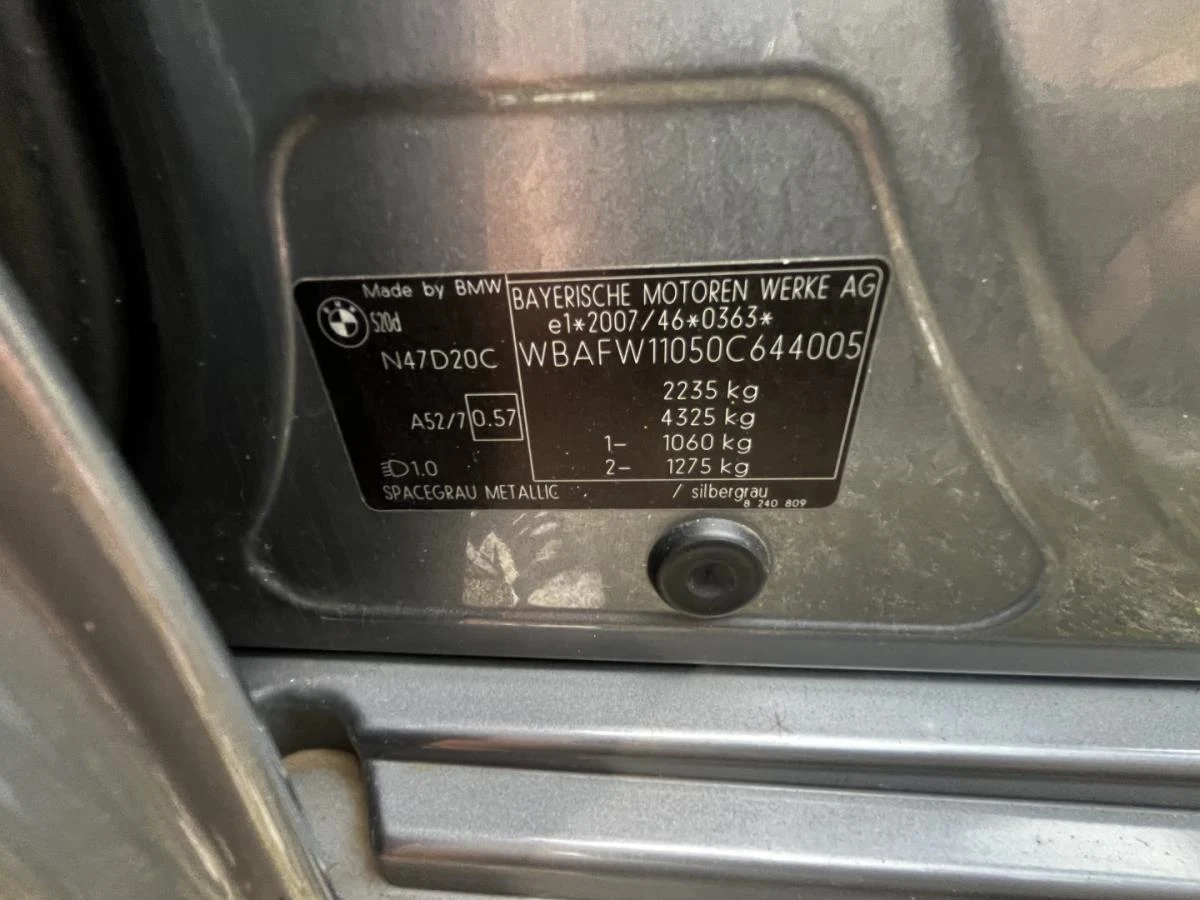 Made by BMW
520d
N47D20C
A52/7 0.57
1.0
BAYERISCHE MOTOREN WERKE AG
e1*2007/46*0363*
WBAFW11050C644005
2235 kg
4325 kg
1- 1060 kg
2- 1275 kg
SPACEGRAU METALLIC / silbergrau
8 240 809